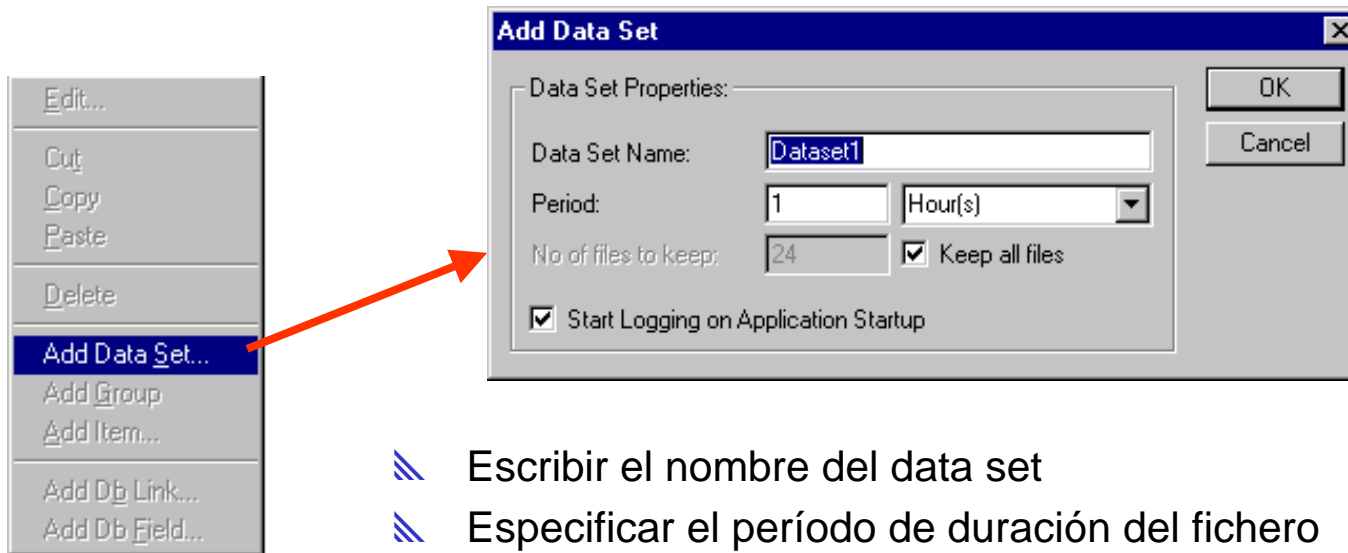 Edit...
Cut
Copy
Paste
Delete
Add Data Set...
Add Group
Add Item...
Add Db Link...
Add Db Field...
Add Data Set
Data Set Properties:
OK
Cancel
Data Set Name: Dataset1
Period: 1 Hour(s)
No of files to keep: 24 Keep all files
Start Logging on Application Startup
Escribir el nombre del data set
Especificar el período de duración del fichero